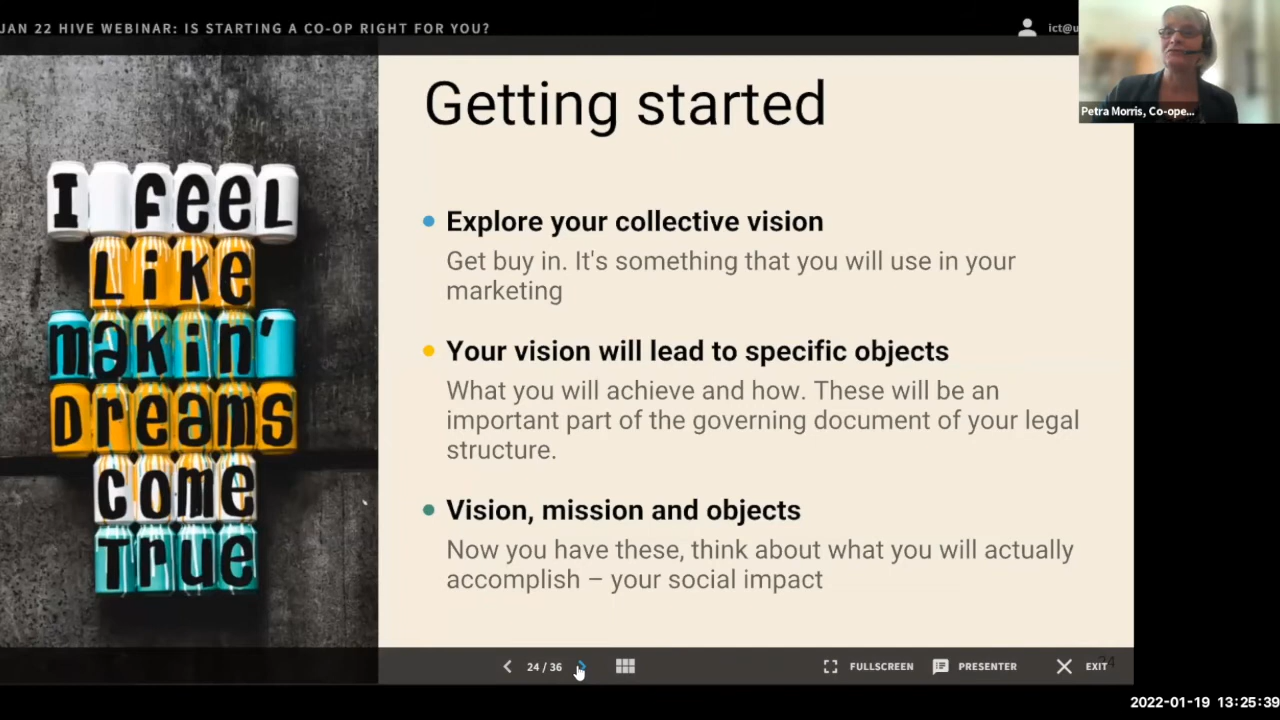 JAN 22 HIVE WEBINAR: IS STARTING A CO-OP RIGHT FOR YOU?
ict@u
Petra Morris, Co-ope...
Getting started
I feel
Like
makin'
Dreams
come
True
Explore your collective vision
Get buy in. It's something that you will use in your
marketing
Your vision will lead to specific objects
What you will achieve and how. These will be an
important part of the governing document of your legal
structure.
Vision, mission and objects
Now you have these, think about what you will actually
accomplish – your social impact
24 / 36
FULLSCREEN
PRESENTER
EXIT
24
2022-01-19 13:25:39